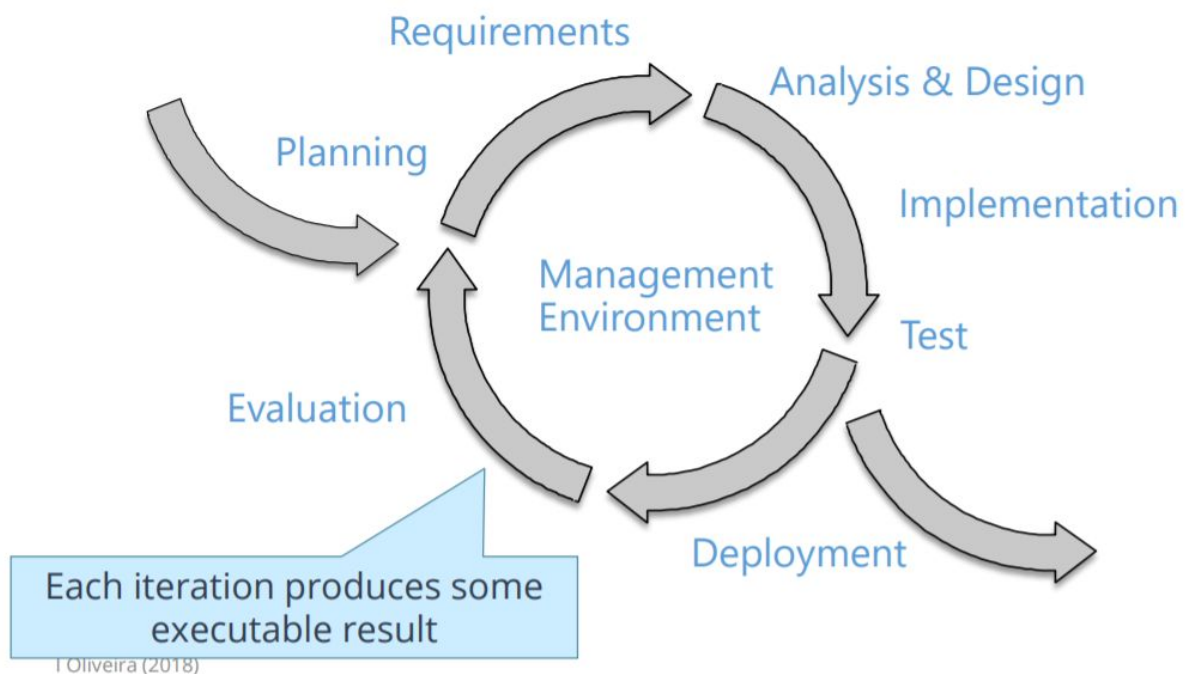 Requirements
Analysis & Design
Planning
Implementation
Management
Environment
Test
Evaluation
Deployment
Each iteration produces some
executable result
Oliveira (2018)